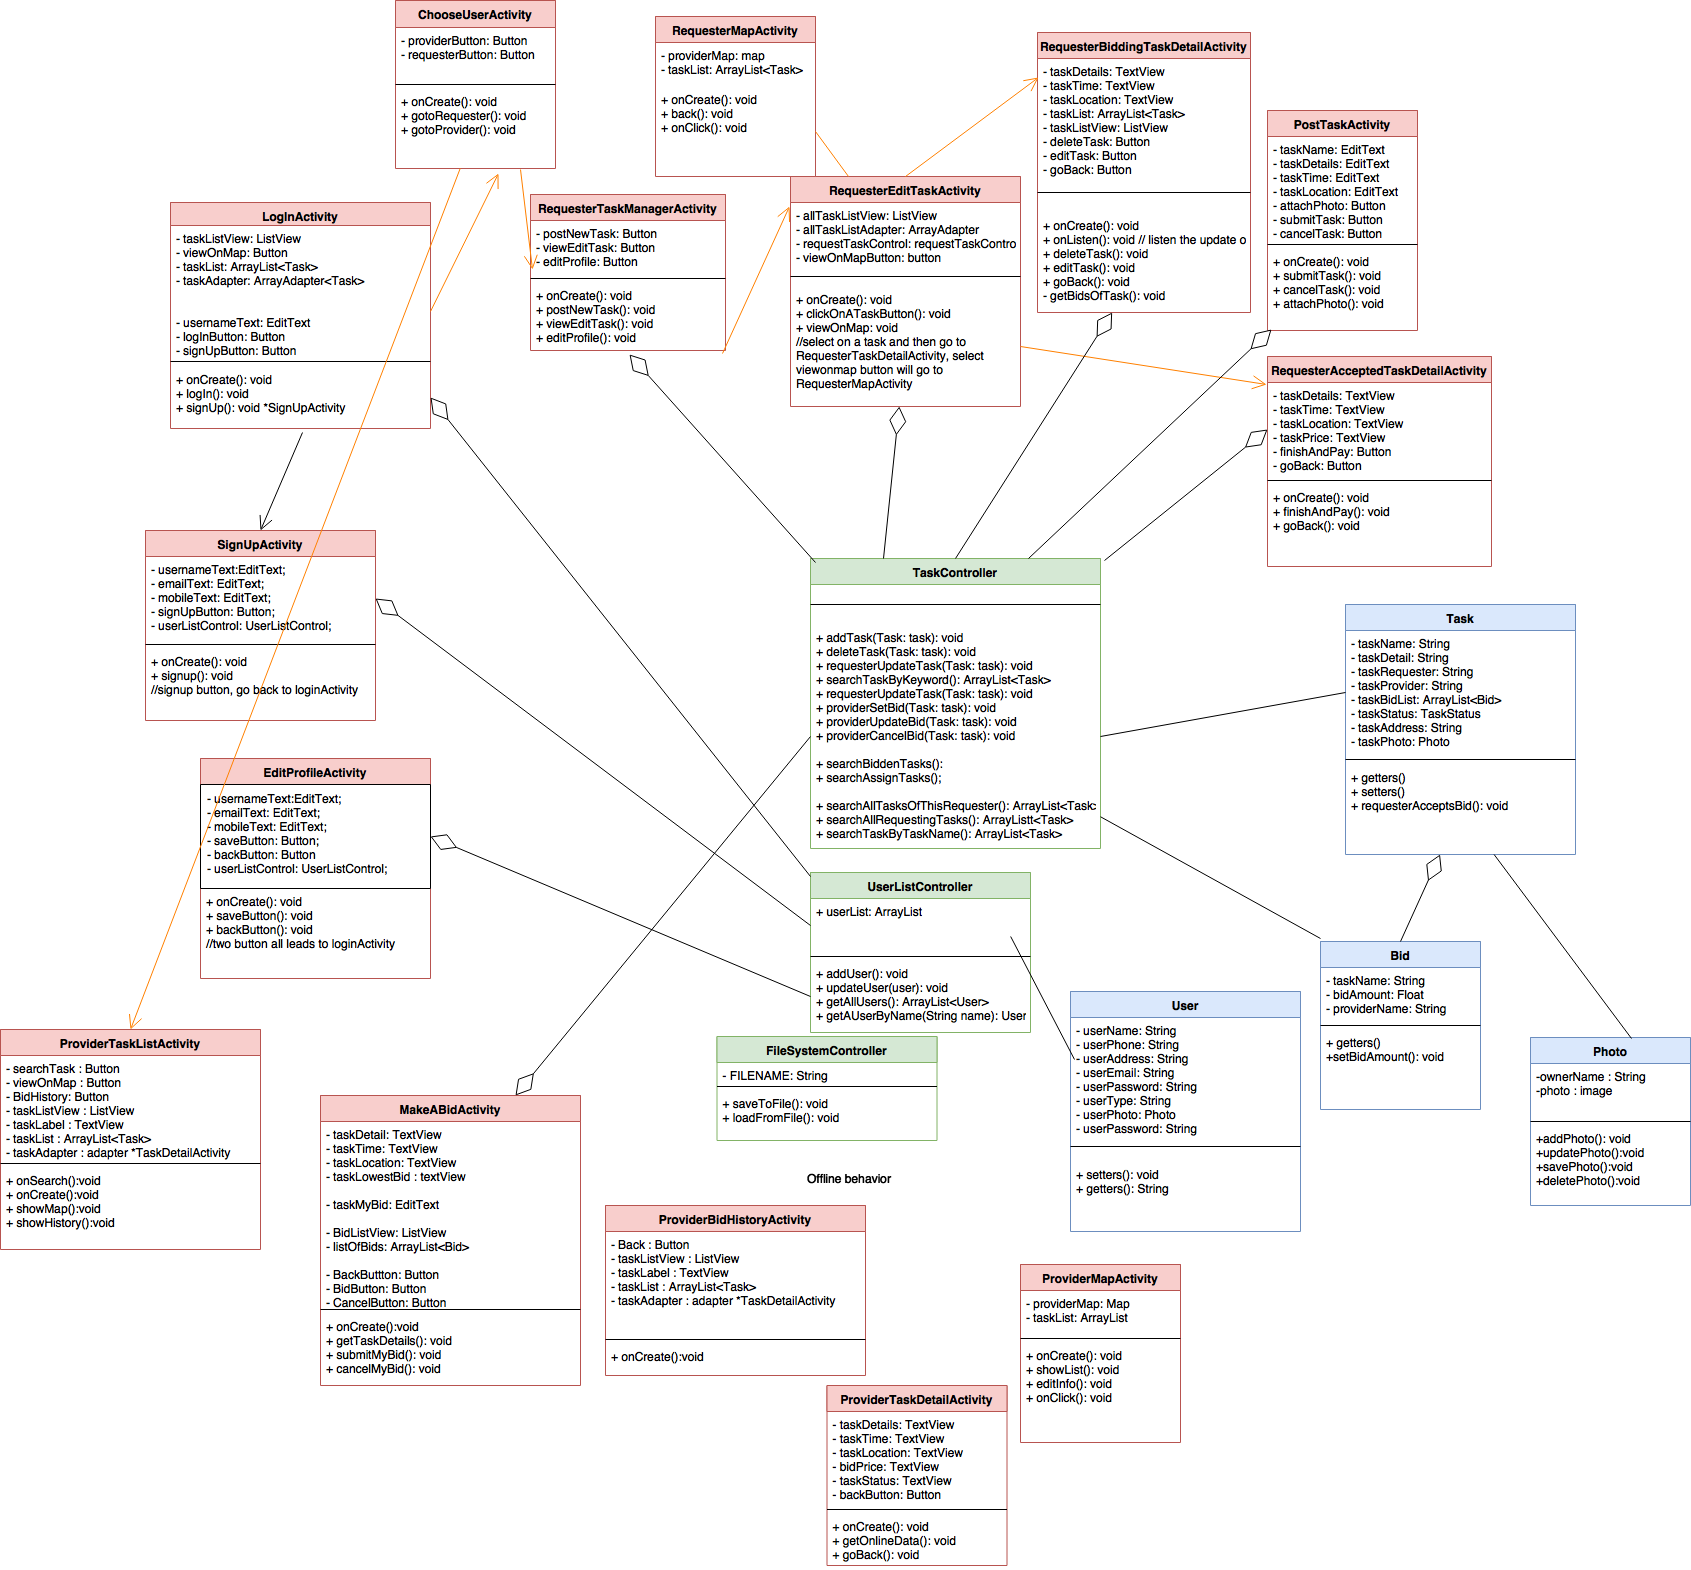 ChooseUserActivity
- providerButton: Button
- requesterButton: Button
+ onCreate(): void
+ gotoRequester(): void
+ gotoProvider(): void
RequesterMapActivity
- providerMap: map
- taskList: ArrayList<Task>
+ onCreate(): void
+ back(): void
+ onClick(): void
RequesterBiddingTaskDetailActivity
- taskDetails: TextView
- taskTime: TextView
- taskLocation: TextView
- taskList: ArrayList<Task>
- taskListView: ListView
- deleteTask: Button
- editTask: Button
- goBack: Button
+ onCreate(): void
+ onListen(): void // listen the update o
+ deleteTask(): void
+ editTask(): void
+ goBack(): void
- getBidsOfTask(): void
PostTaskActivity
- taskName: EditText
- taskDetails: EditText
- taskTime: EditText
- taskLocation: EditText
- attachPhoto: Button
- submitTask: Button
- cancelTask: Button
+ onCreate(): void
+ submitTask(): void
+ cancelTask(): void
+ attachPhoto(): void
LogInActivity
- taskListView: ListView
- viewOnMap: Button
- taskList: ArrayList<Task>
- taskAdapter: ArrayAdapter<Task>
- usernameText: EditText
- logInButton: Button
- signUpButton: Button
+ onCreate(): void
+ logIn(): void
+ signUp(): void *SignUpActivity
RequesterTaskManagerActivity
- postNewTask: Button
- viewEditTask: Button
- editProfile: Button
+ onCreate(): void
+ postNewTask(): void
+ viewEditTask(): void
+ editProfile(): void
RequesterEditTaskActivity
- allTaskListView: ListView
- allTaskListAdapter: ArrayAdapter
- requestTaskControl: requestTaskContro
- viewOnMapButton: button
+ onCreate(): void
+ clickOnATaskButton(): void
+ viewOnMap: void
//select on a task and then go to
RequesterTaskDetailActivity, select
viewonmap button will go to
RequesterMapActivity
RequesterAcceptedTaskDetailActivity
- taskDetails: TextView
- taskTime: TextView
- taskLocation: TextView
- taskPrice: TextView
- finishAndPay: Button
- goBack: Button
+ onCreate(): void
+ finishAndPay(): void
+ goBack(): void
SignUpActivity
- usernameText:EditText;
- emailText: EditText;
- mobileText: EditText;
- signUpButton: Button;
- userListControl: UserListControl;
+ onCreate(): void
+ signup(): void
//signup button, go back to loginActivity
TaskController
+ addTask(Task: task): void
+ deleteTask(Task: task): void
+ requesterUpdateTask(Task: task): void
+ searchTaskByKeyword(): ArrayList<Task>
+ requesterUpdateTask(Task: task): void
+ providerSetBid(Task: task): void
+ providerUpdateBid(Task: task): void
+ providerCancelBid(Task: task): void
+ searchBiddenTasks():
+ searchAssignTasks();
+ searchAllTasksOfThisRequester(): ArrayList<Task
+ searchAllRequestingTasks(): ArrayListt<Task>
+ searchTaskByTaskName(): ArrayList<Task>
Task
- taskName: String
- taskDetail: String
- taskRequester: String
- taskProvider: String
- taskBidList: ArrayList<Bid>
- taskStatus: TaskStatus
- taskAddress: String
- taskPhoto: Photo
+ getters()
+ setters()
+ requesterAcceptsBid(): void
EditProfileActivity
- usernameText:EditText;
- emailText: EditText;
- mobileText: EditText;
- saveButton: Button;
- backButton: Button
- userListControl: UserListControl;
+ onCreate(): void
+ saveButton(): void
+ backButton(): void
//two button all leads to loginActivity
UserListController
+ userList: ArrayList
+ addUser(): void
+ updateUser(user): void
+ getAllUsers(): ArrayList<User>
+ getAUserByName(String name): User
Bid
- taskName: String
- bidAmount: Float
- providerName: String
+ getters()
+setBidAmount(): void
User
- userName: String
- userPhone: String
- userAddress: String
- userEmail: String
- userPassword: String
- userType: String
- userPhoto: Photo
- userPassword: String
+ setters(): void
+ getters(): String
Photo
-ownerName : String
-photo : image
+addPhoto(): void
+updatePhoto():void
+savePhoto():void
+deletePhoto():void
ProviderTaskListActivity
- searchTask : Button
- viewOnMap : Button
- BidHistory: Button
- taskListView : ListView
- taskLabel : TextView
- taskList : ArrayList<Task>
- taskAdapter : adapter *TaskDetailActivity
+ onSearch():void
+ onCreate():void
+ showMap():void
+ showHistory():void
FileSystemController
- FILENAME: String
+ saveToFile(): void
+ loadFromFile(): void
MakeABidActivity
- taskDetail: TextView
- taskTime: TextView
- taskLocation: TextView
- taskLowestBid : textView
- taskMyBid: EditText
- BidListView: ListView
- listOfBids: ArrayList<Bid>
- BackButtton: Button
- BidButton: Button
- CancelButton: Button
+ onCreate():void
+ getTaskDetails(): void
+ submitMyBid(): void
+ cancelMyBid(): void
Offline behavior
ProviderBidHistoryActivity
- Back : Button
- taskListView : ListView
- taskLabel : TextView
- taskList : ArrayList<Task>
- taskAdapter : adapter *TaskDetailActivity
+ onCreate():void
ProviderMapActivity
- providerMap: Map
- taskList: ArrayList
+ onCreate(): void
+ showList(): void
+ editInfo(): void
+ onClick(): void
ProviderTaskDetailActivity
- taskDetails: TextView
- taskTime: TextView
- taskLocation: TextView
- bidPrice: TextView
- taskStatus: TextView
- backButton: Button
+ onCreate(): void
+ getOnlineData(): void
+ goBack(): void